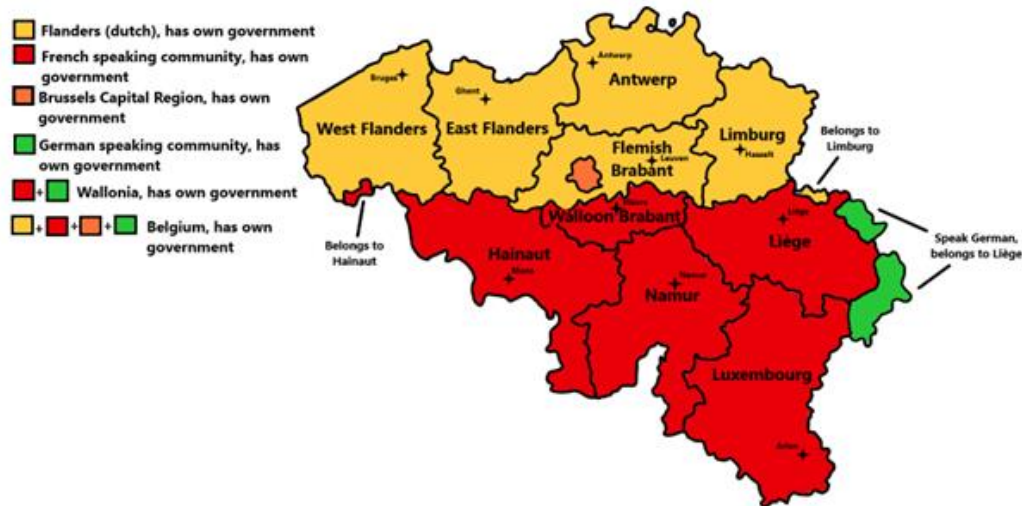 Flanders (dutch), has own government
French speaking community, has own
government
Brussels Capital Region, has own
government
German speaking community, has
own government
+ Wallonia, has own government
+ + + Belgium, has own
government
Antwerp
Antwerp
Bruges
Ghent
West Flanders
East Flanders
Limburg
Hasselt
Flemish
Brabant
Leuven
Belongs to
Limburg
Walloon Brabant
Liège
Liège
Belongs to
Hainaut
Hainaut
Mons
Namur
Namur
Speak German,
belongs to Liège
Luxembourg
Arlon